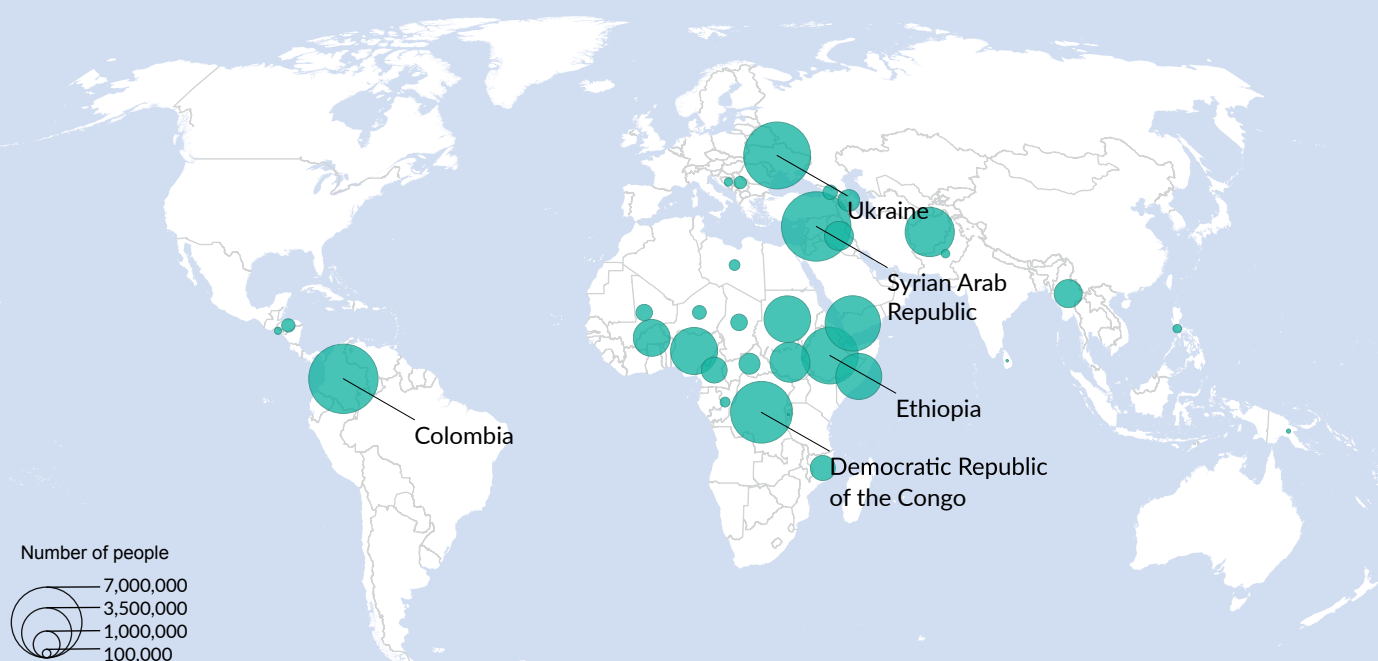 Ukraine
Syrian Arab
Republic
Ethiopia
Colombia
Democratic Republic
of the Congo
Number of people
7,000,000
3,500,000
1,000,000
100,000